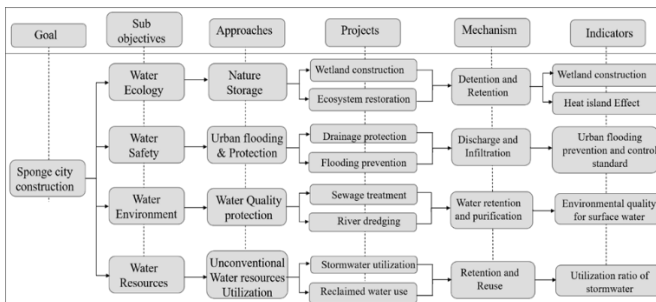 Goal
Sub
objectives
Approaches
Projects
Mechanism
Indicators
Sponge city
construction
Water
Ecology
Nature
Storage
Wetland construction
Ecosystem restoration
Detention and
Retention
Wetland construction
Heat island Effect
Water
Safety
Urban flooding
& Protection
Drainage protection
Flooding prevention
Discharge and
Infiltration
Urban flooding
prevention and control
standard
Water
Environment
Water Quality
protection
Sewage treatment
River dredging
Water retention
and purification
Environmental quality
for surface water
Water
Resources
Unconventional
Water resources
Utilization
Stormwater utilization
Reclaimed water use
Retention and
Reuse
Utilization ratio of
stormwater